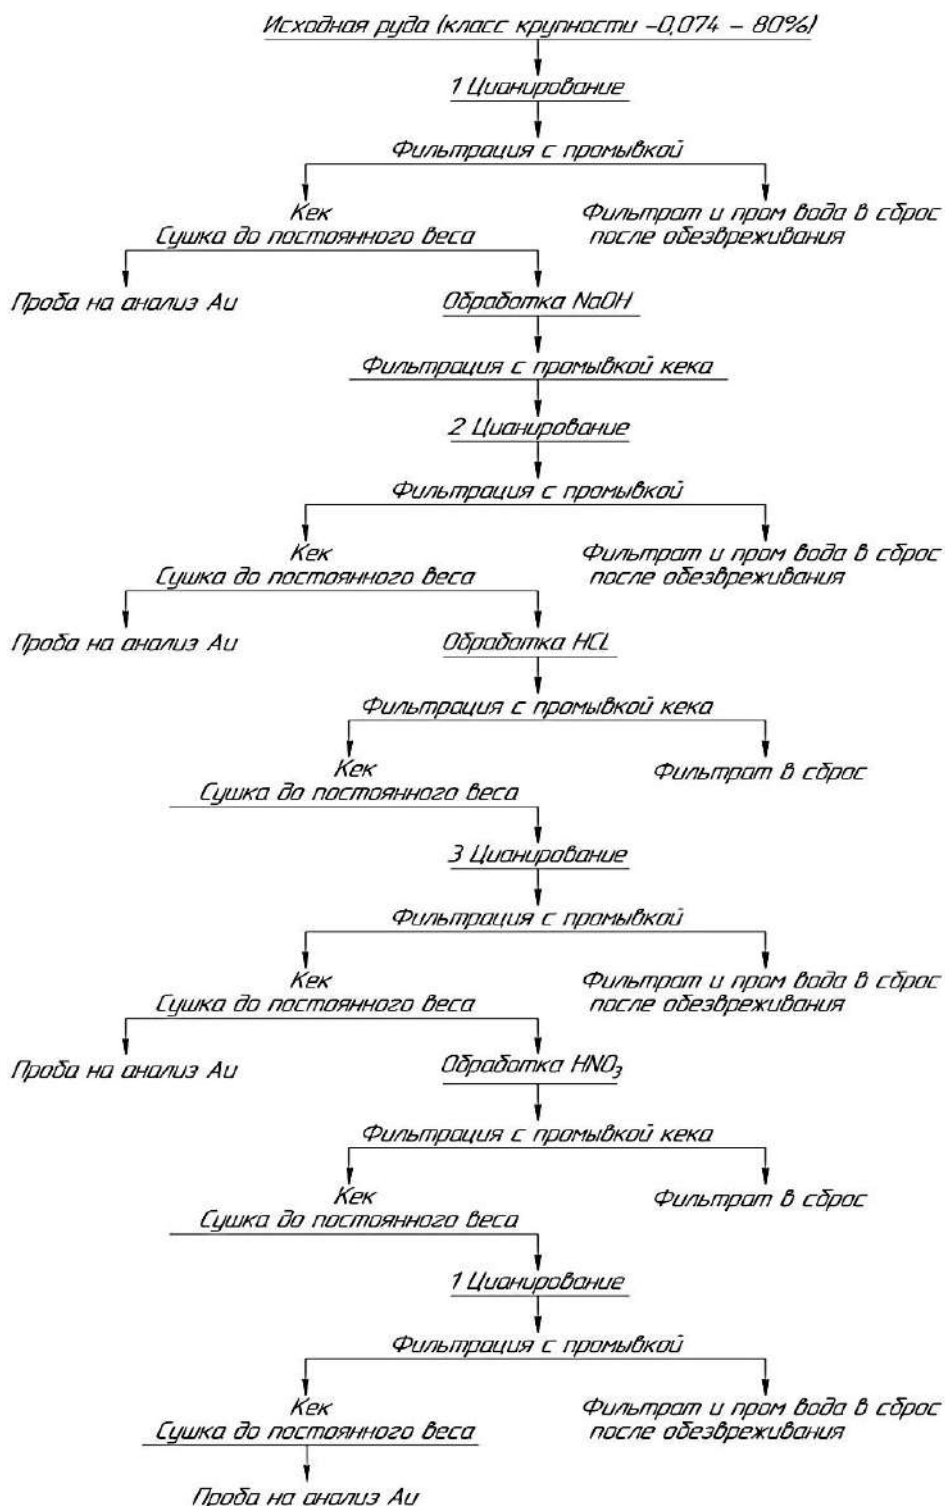 Исходная руда (класс крупности -0,074 - 80%)
1 Цианирование
Фильтрация с промывкой
Кек
Сушка до постоянного веса
Фильтрат и пром вода в сброс
после обезвреживания
Проба на анализ Au
Обработка NaOH
Фильтрация с промывкой кека
2 Цианирование
Фильтрация с промывкой
Кек
Сушка до постоянного веса
Фильтрат и пром вода в сброс
после обезвреживания
Проба на анализ Au
Обработка HCl
Фильтрация с промывкой кека
Кек
Сушка до постоянного веса
Фильтрат в сброс
3 Цианирование
Фильтрация с промывкой
Кек
Сушка до постоянного веса
Фильтрат и пром вода в сброс
после обезвреживания
Проба на анализ Au
Обработка HNO₃
Фильтрация с промывкой кека
Кек
Сушка до постоянного веса
Фильтрат в сброс
1 Цианирование
Фильтрация с промывкой
Кек
Сушка до постоянного веса
Фильтрат и пром вода в сброс
после обезвреживания
Проба на анализ Au